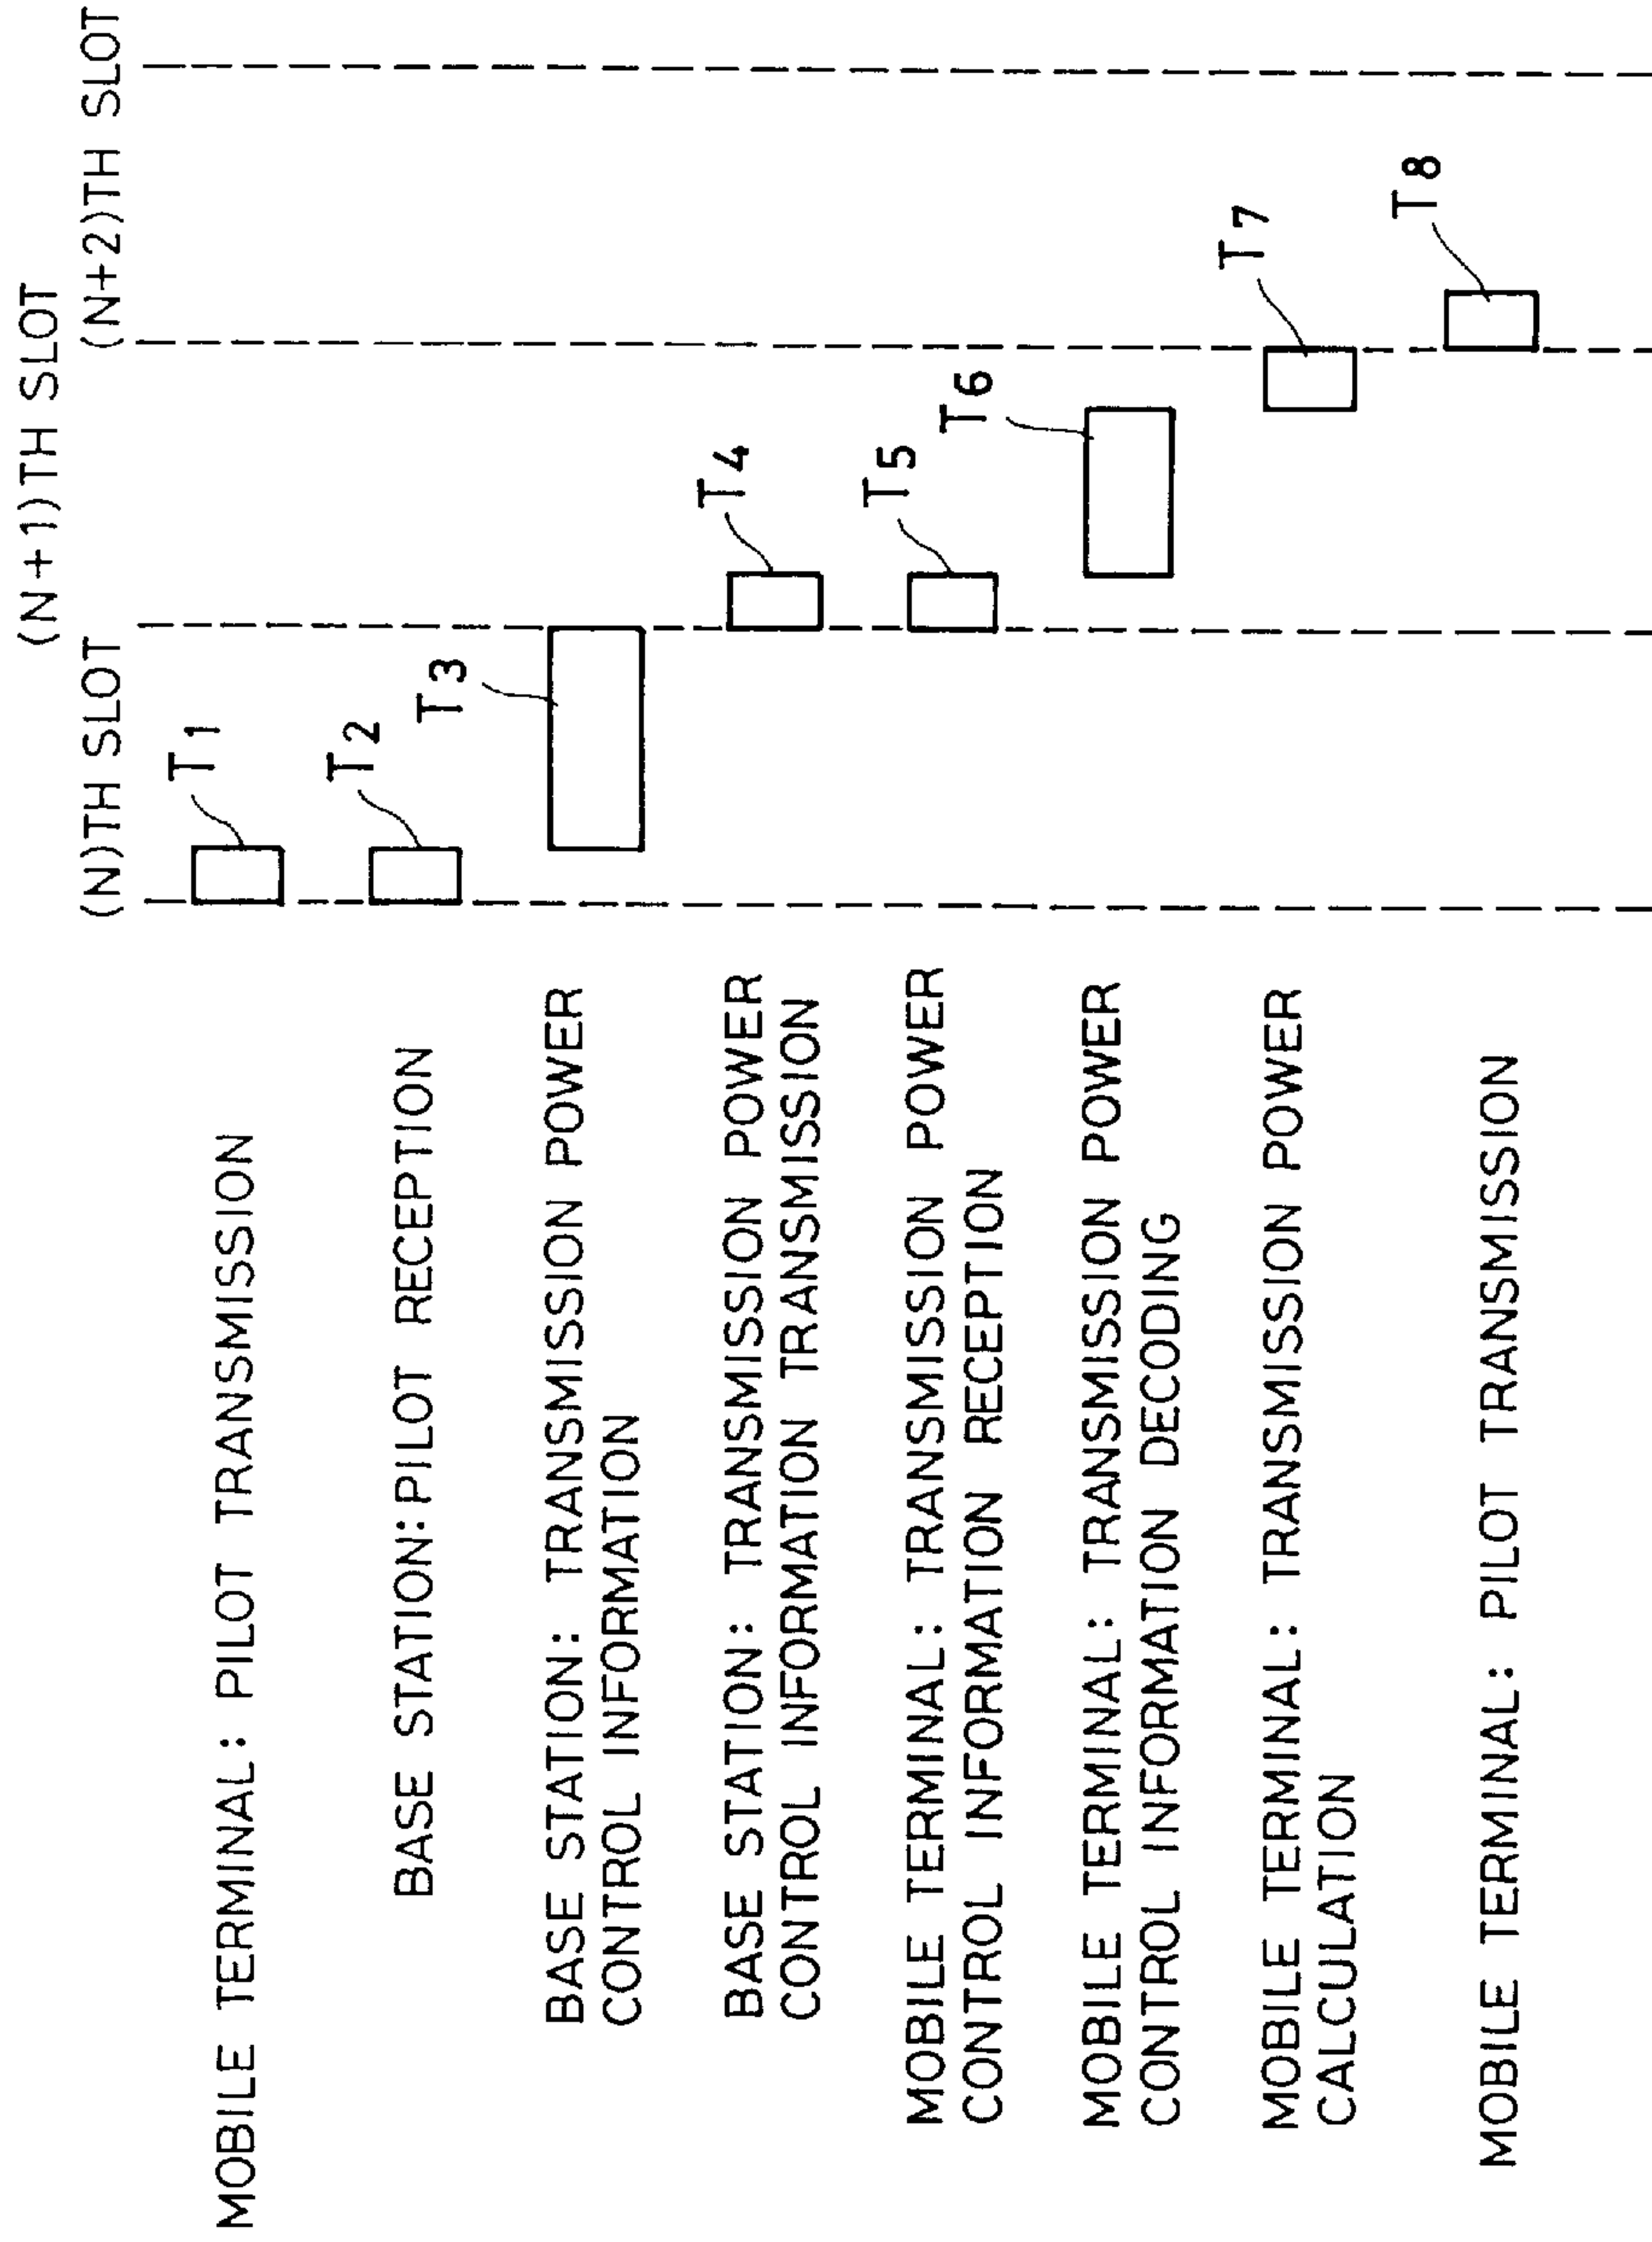 (N+1)TH SLOT
(N)TH SLOT
(N+2)TH SLOT
MOBILE TERMINAL: PILOT TRANSMISSION
T1
BASE STATION:PILOT RECEPTION
T2
BASE STATION: TRANSMISSION POWER
CONTROL INFORMATION
T3
BASE STATION: TRANSMISSION POWER
CONTROL INFORMATION TRANSMISSION
T4
MOBILE TERMINAL: TRANSMISSION POWER
CONTROL INFORMATION RECEPTION
T5
MOBILE TERMINAL: TRANSMISSION POWER
CONTROL INFORMATION DECODING
T6
MOBILE TERMINAL: TRANSMISSION POWER
CALCULATION
T7
MOBILE TERMINAL: PILOT TRANSMISSION
T8